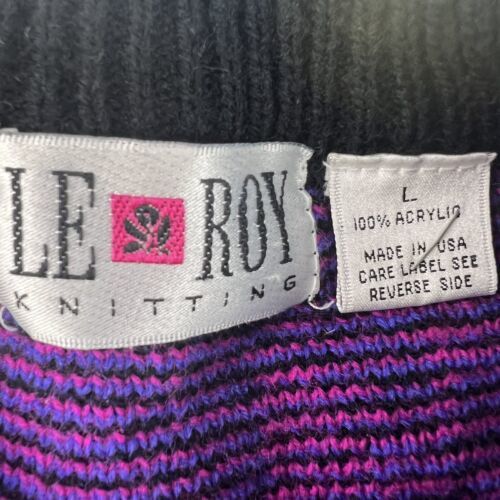 LE ROY
KNITTING
L
100% ACRYLIC
MADE IN USA
CARE LABEL SEE
REVERSE SIDE